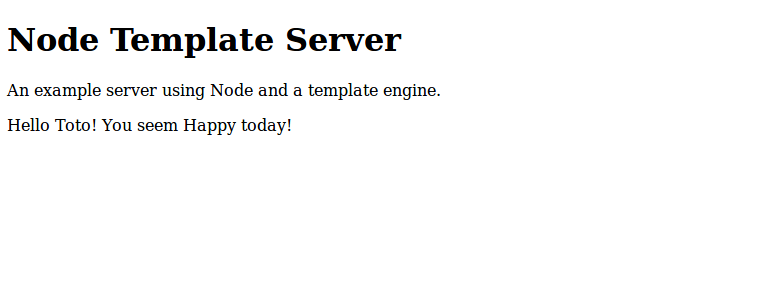 Node Template Server
An example server using Node and a template engine.
Hello Toto! You seem Happy today!